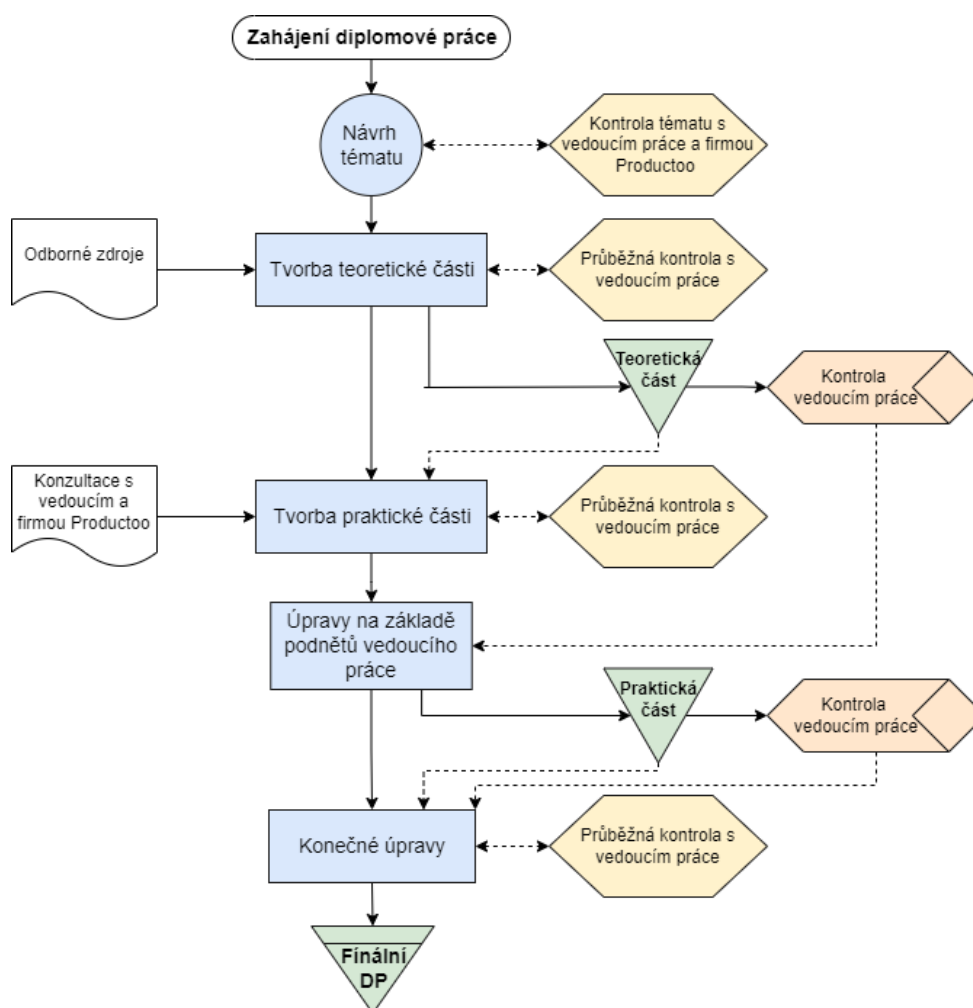 Zahájení diplomové práce
Návrh
tématu
Kontrola tématu s
vedoucím práce a firmou
Productoo
Odborné zdroje
Tvorba teoretické části
Průběžná kontrola s
vedoucím práce
Teoretická
část
Kontrola
vedoucím práce
Konzultace s
vedoucím a
firmou Productoo
Tvorba praktické části
Průběžná kontrola s
vedoucím práce
Úpravy na základě
podnětů vedoucího
práce
Praktická
část
Kontrola
vedoucím práce
Konečné úpravy
Průběžná kontrola s
vedoucím práce
Fínální
DP